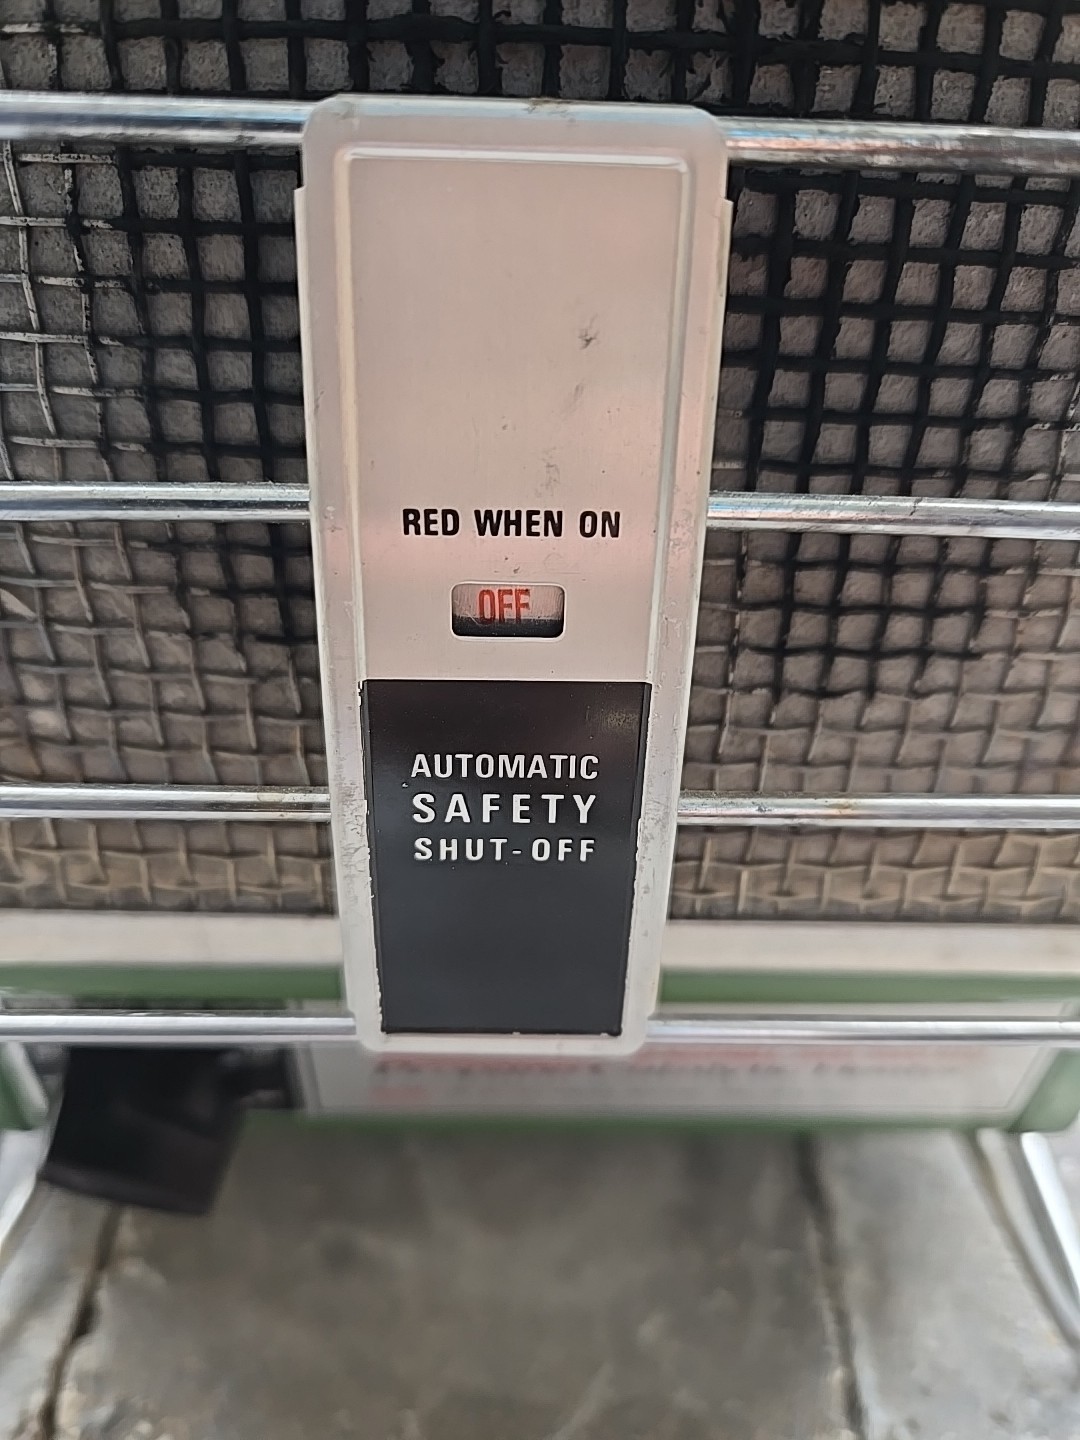 RED WHEN ON
OFF
AUTOMATIC
SAFETY
SHUT-OFF